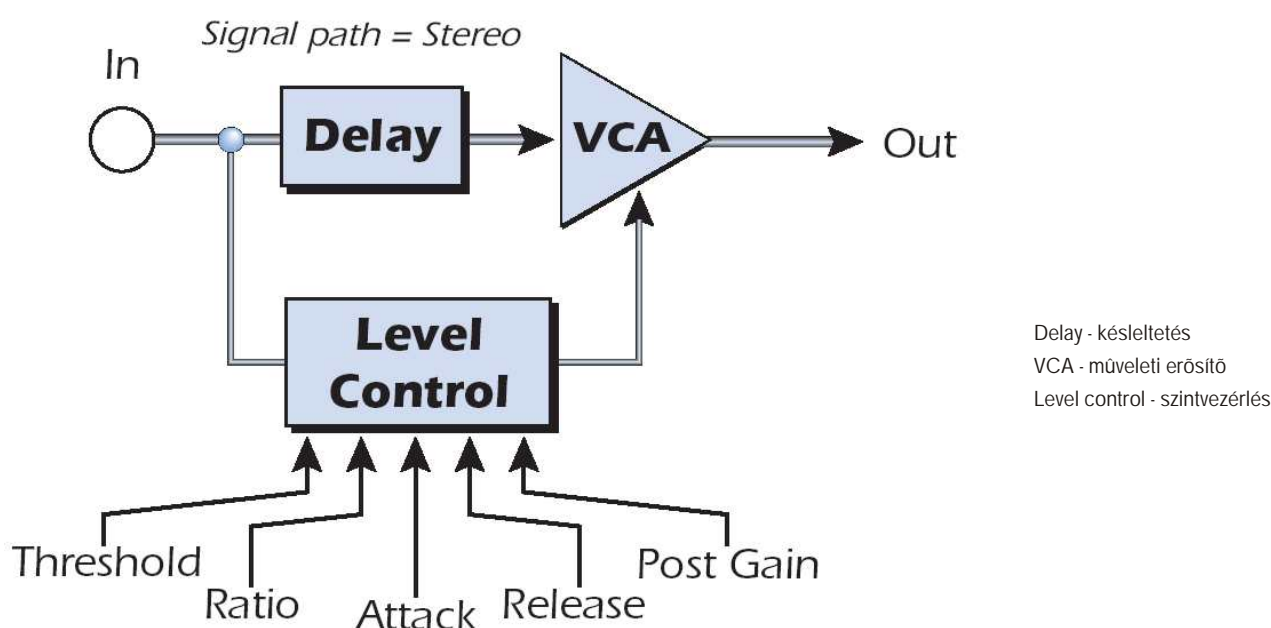 Signal path = Stereo
In
Delay
VCA
Out
Level
Control
Delay - késleltetés
VCA - mûveleti erõsítõ
Level control - szintvezérlés
Threshold
Ratio
Attack
Release
Post Gain